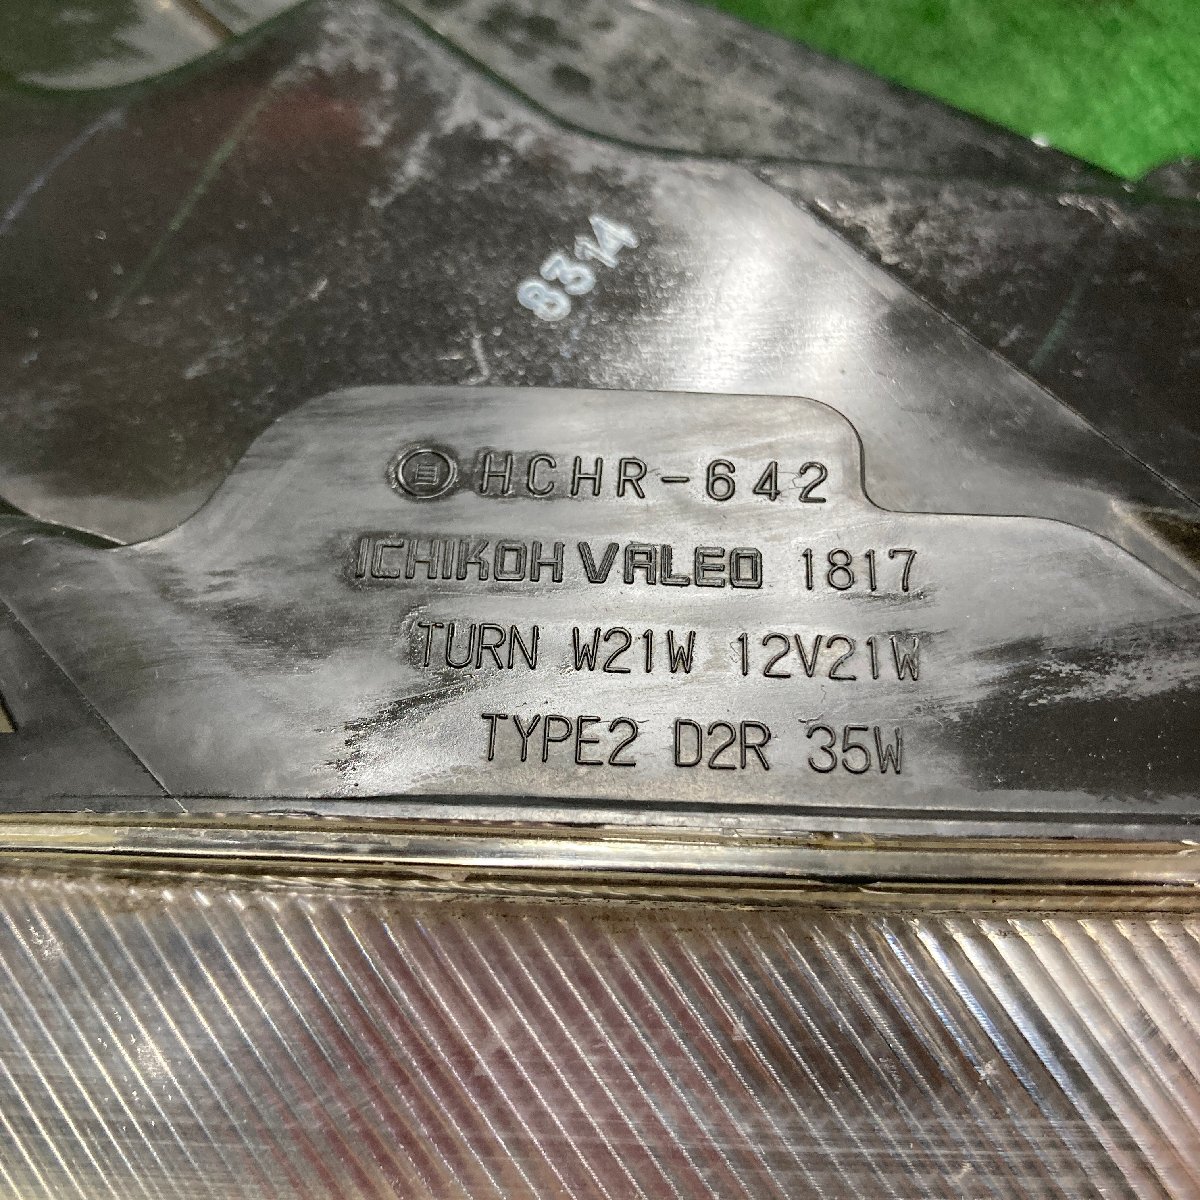 8314
HCHR-642
ICHIKOH VALEO 1817
TURN W21W 12V21W
TYPE2 D2R 35W